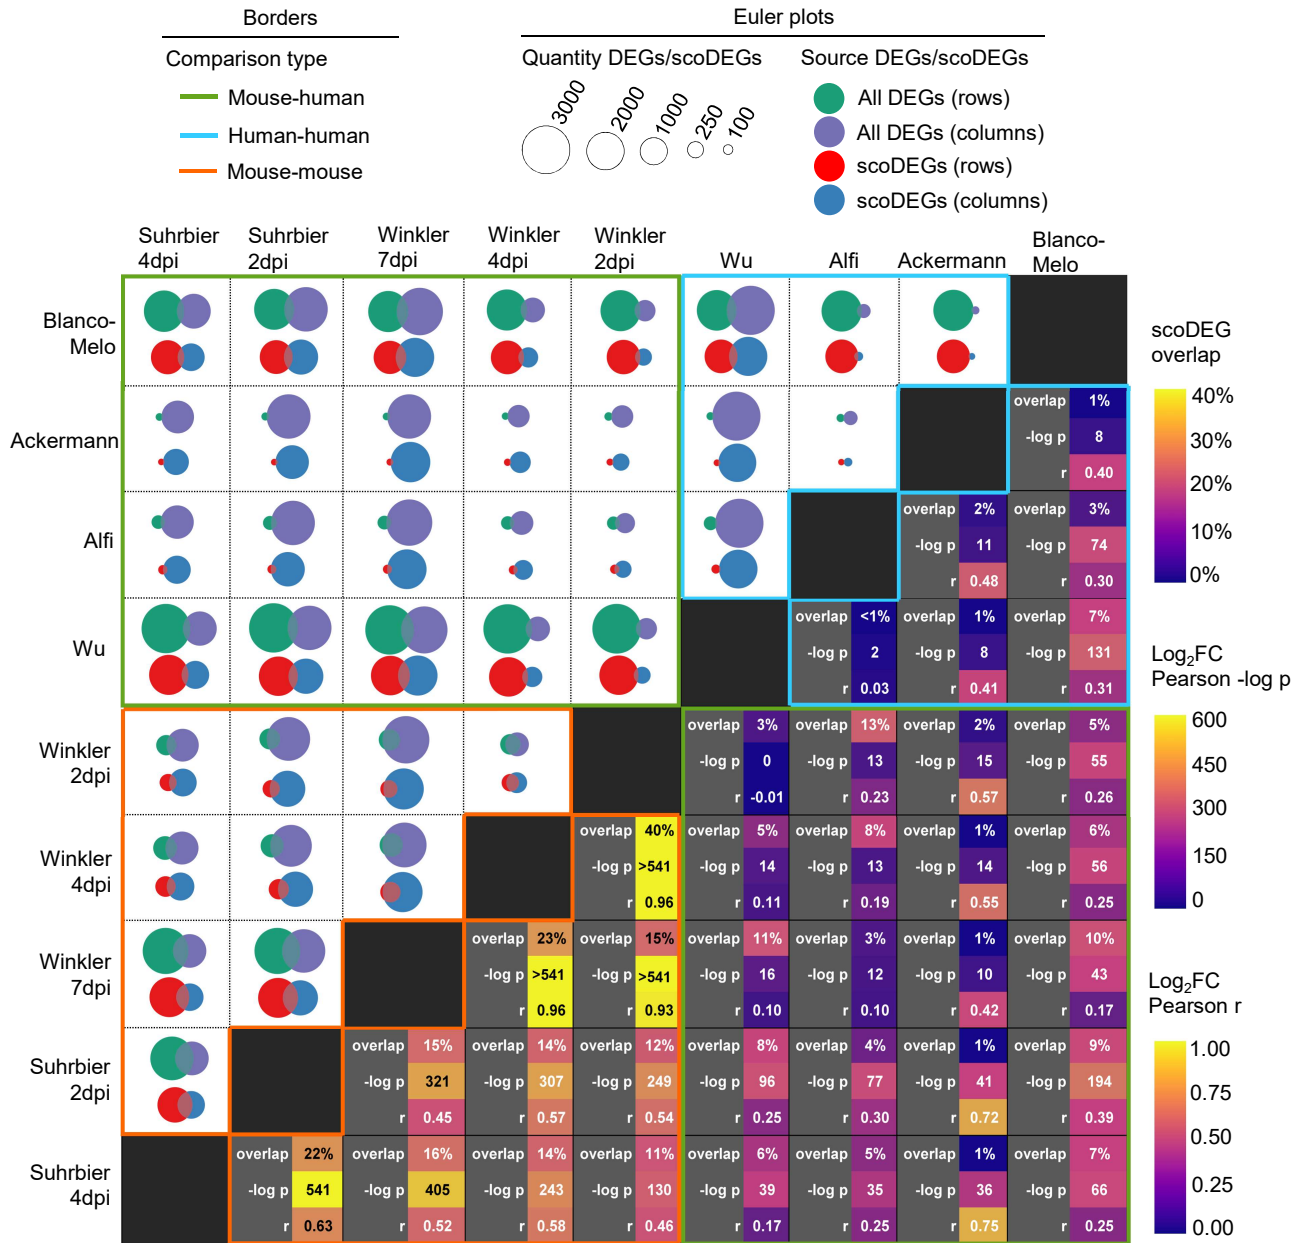 Borders
Euler plots
Comparison type
Quantity DEGs/scoDEGs
Source DEGs/scoDEGs
Mouse-human
Human-human
Mouse-mouse
3000
2000
1000
250
100
All DEGs (rows)
All DEGs (columns)
scoDEGs (rows)
scoDEGs (columns)
Suhrbier
4dpi
Suhrbier
2dpi
Winkler
7dpi
Winkler
4dpi
Winkler
2dpi
Wu
Alfi
Ackermann
Blanco-
Melo
Blanco-
Melo
Ackermann
overlap 1%
-log p 8
r 0.40
Alfi
overlap 2% overlap 3%
-log p 11 -log p 74
r 0.48 r 0.30
Wu
overlap <1% overlap 1% overlap 7%
-log p 2 -log p 8 -log p 131
r 0.03 r 0.41 r 0.31
Winkler
2dpi
overlap 3% overlap 13% overlap 2% overlap 5%
-log p 0 -log p 13 -log p 15 -log p 55
r -0.01 r 0.23 r 0.57 r 0.26
Winkler
4dpi
overlap 40% overlap 5% overlap 8% overlap 1% overlap 6%
-log p >541 -log p 14 -log p 13 -log p 14 -log p 56
r 0.96 r 0.11 r 0.19 r 0.55 r 0.25
Winkler
7dpi
overlap 23% overlap 15% overlap 11% overlap 3% overlap 1% overlap 10%
-log p >541 -log p >541 -log p 16 -log p 12 -log p 10 -log p 43
r 0.96 r 0.93 r 0.10 r 0.10 r 0.42 r 0.17
Suhrbier
2dpi
overlap 15% overlap 14% overlap 12% overlap 8% overlap 4% overlap 1% overlap 9%
-log p 321 -log p 307 -log p 249 -log p 96 -log p 77 -log p 41 -log p 194
r 0.45 r 0.57 r 0.54 r 0.25 r 0.30 r 0.72 r 0.39
Suhrbier
4dpi
overlap 22% overlap 16% overlap 14% overlap 11% overlap 6% overlap 5% overlap 1% overlap 7%
-log p 541 -log p 405 -log p 243 -log p 130 -log p 39 -log p 35 -log p 36 -log p 66
r 0.63 r 0.52 r 0.58 r 0.46 r 0.17 r 0.25 r 0.75 r 0.25
scoDEG
overlap
40%
30%
20%
10%
0%
Log₂FC
Pearson -log p
600
450
300
150
0
Log₂FC
Pearson r
1.00
0.75
0.50
0.25
0.00